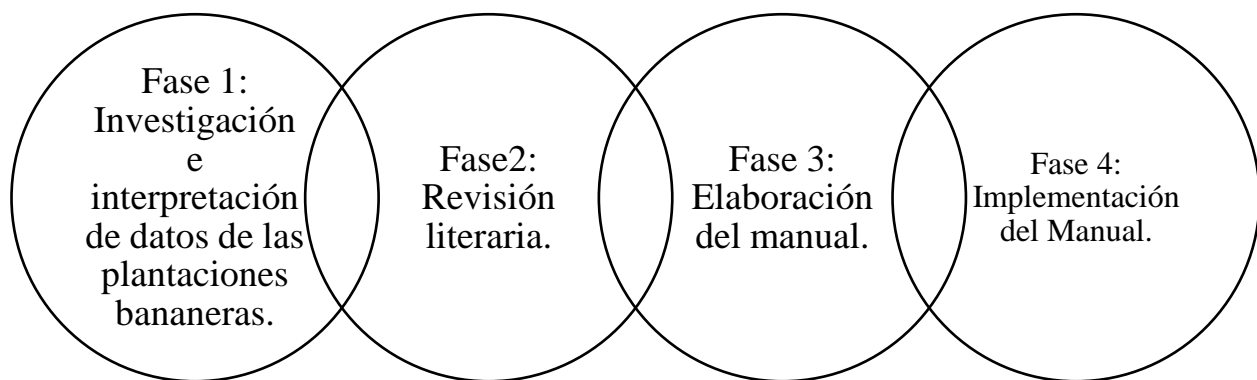 Fase 1:
Investigación
e
interpretación
de datos de las
plantaciones
bananeras.
Fase2:
Revisión
literaria.
Fase 3:
Elaboración
del manual.
Fase 4:
Implementación
del Manual.